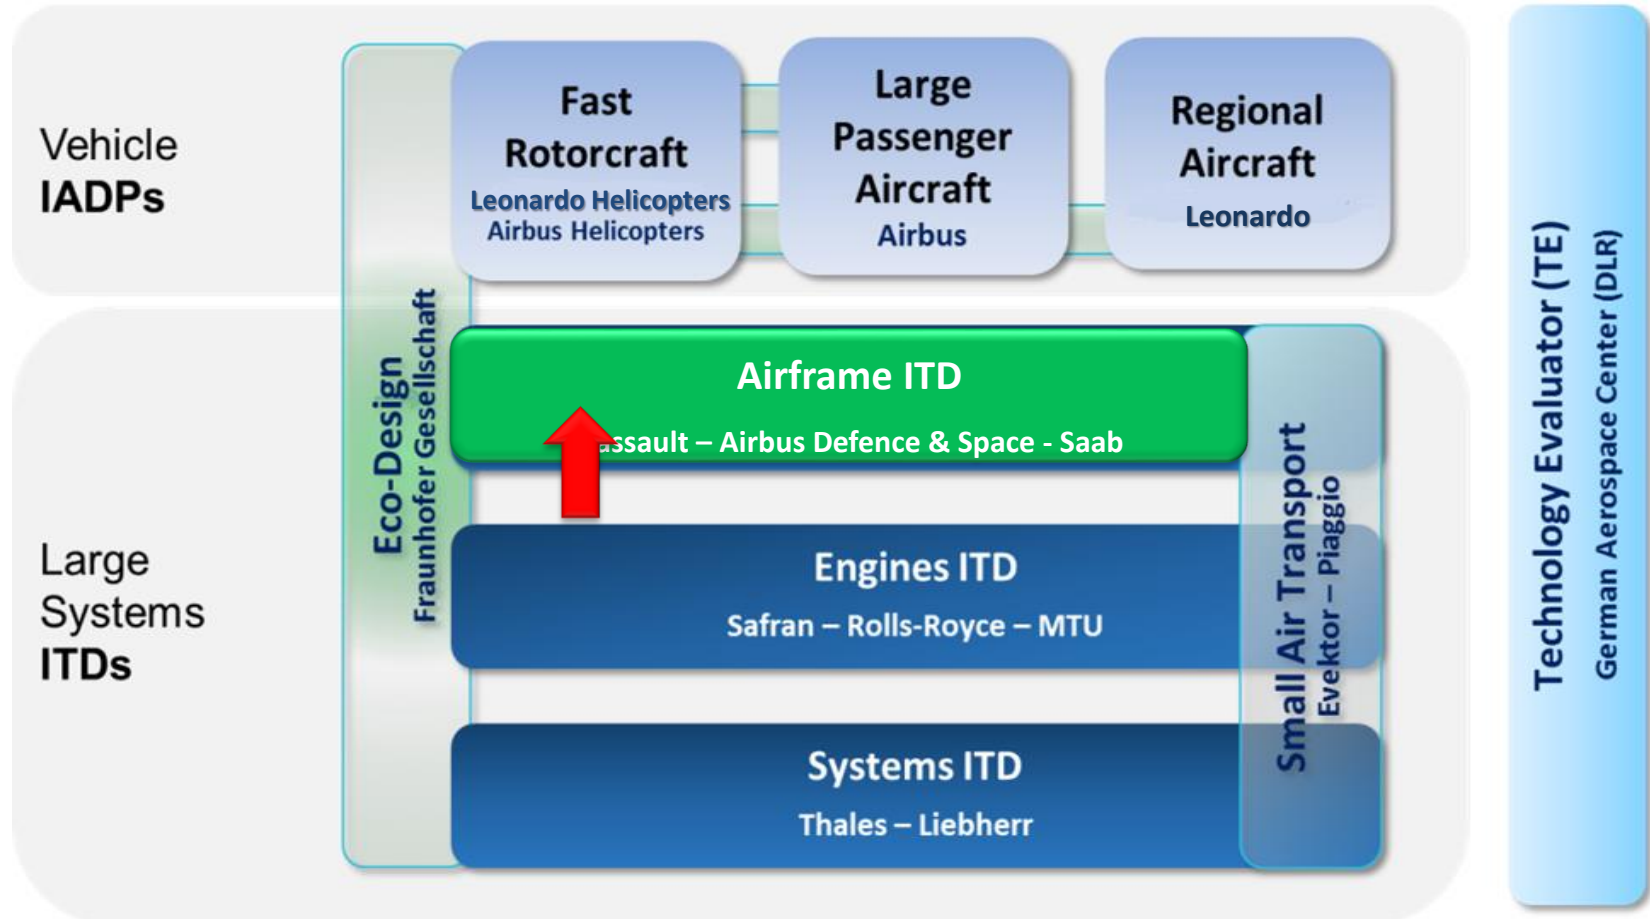 Vehicle
IADPs
Fast
Rotorcraft
Leonardo Helicopters
Airbus Helicopters
Large
Passenger
Aircraft
Airbus
Regional
Aircraft
Leonardo
Large
Systems
ITDs
Eco-Design
Fraunhofer Gesellschaft
Airframe ITD
assault – Airbus Defence & Space - Saab
Engines ITD
Safran – Rolls-Royce – MTU
Systems ITD
Thales – Liebherr
Small Air Transport
Evektor – Piaggio
Technology Evaluator (TE)
German Aerospace Center (DLR)